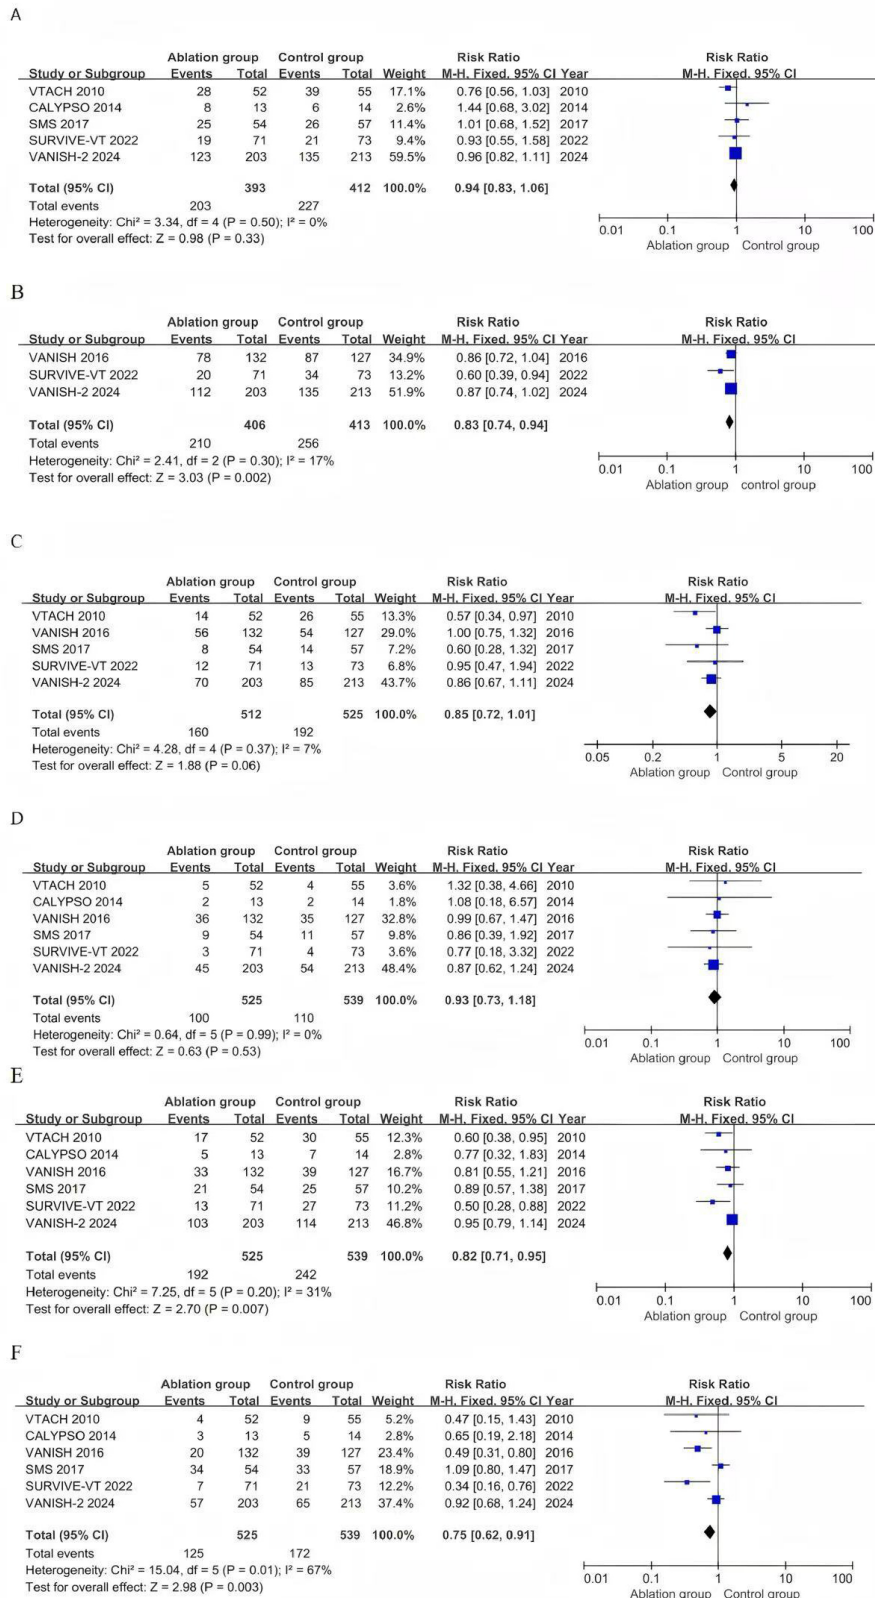 A
Ablation group Control group Risk Ratio Risk Ratio
Study or Subgroup Events Total Events Total Weight M-H. Fixed. 95% CI Year M-H. Fixed. 95% CI
VTACH 2010 28 52 39 55 17.1% 0.76 [0.56, 1.03] 2010
CALYPSO 2014 8 13 6 14 2.6% 1.44 [0.68, 3.02] 2014
SMS 2017 25 54 26 57 11.4% 1.01 [0.68, 1.52] 2017
SURVIVE-VT 2022 19 71 21 73 9.4% 0.93 [0.55, 1.58] 2022
VANISH-2 2024 123 203 135 213 59.5% 0.96 [0.82, 1.11] 2024
Total (95% CI) 393 412 100.0% 0.94 [0.83, 1.06]
Total events 203 227
Heterogeneity: Chi² = 3.34, df = 4 (P = 0.50); I² = 0%
Test for overall effect: Z = 0.98 (P = 0.33)
0.01 0.1 1 10 100
Ablation group Control group
B
Ablation group Control group Risk Ratio Risk Ratio
Study or Subgroup Events Total Events Total Weight M-H. Fixed. 95% CI Year M-H. Fixed. 95% CI
VANISH 2016 78 132 87 127 34.9% 0.86 [0.72, 1.04] 2016
SURVIVE-VT 2022 20 71 34 73 13.2% 0.60 [0.39, 0.94] 2022
VANISH-2 2024 112 203 135 213 51.9% 0.87 [0.74, 1.02] 2024
Total (95% CI) 406 413 100.0% 0.83 [0.74, 0.94]
Total events 210 256
Heterogeneity: Chi² = 2.41, df = 2 (P = 0.30); I² = 17%
Test for overall effect: Z = 3.03 (P = 0.002)
0.01 0.1 1 10 100
Ablation group control group
C
Ablation group Control group Risk Ratio Risk Ratio
Study or Subgroup Events Total Events Total Weight M-H. Fixed. 95% CI Year M-H. Fixed. 95% CI
VTACH 2010 14 52 26 55 13.3% 0.57 [0.34, 0.97] 2010
VANISH 2016 56 132 54 127 29.0% 1.00 [0.75, 1.32] 2016
SMS 2017 8 54 14 57 7.2% 0.60 [0.28, 1.32] 2017
SURVIVE-VT 2022 12 71 13 73 6.8% 0.95 [0.47, 1.94] 2022
VANISH-2 2024 70 203 85 213 43.7% 0.86 [0.67, 1.11] 2024
Total (95% CI) 512 525 100.0% 0.85 [0.72, 1.01]
Total events 160 192
Heterogeneity: Chi² = 4.28, df = 4 (P = 0.37); I² = 7%
Test for overall effect: Z = 1.88 (P = 0.06)
0.05 0.2 1 5 20
Ablation group Control group
D
Ablation group Control group Risk Ratio Risk Ratio
Study or Subgroup Events Total Events Total Weight M-H. Fixed. 95% CI Year M-H. Fixed. 95% CI
VTACH 2010 5 52 4 55 3.6% 1.32 [0.38, 4.66] 2010
CALYPSO 2014 2 13 2 14 1.8% 1.08 [0.18, 6.57] 2014
VANISH 2016 36 132 35 127 32.8% 0.99 [0.67, 1.47] 2016
SMS 2017 9 54 11 57 9.8% 0.86 [0.39, 1.92] 2017
SURVIVE-VT 2022 3 71 4 73 3.6% 0.77 [0.18, 3.32] 2022
VANISH-2 2024 45 203 54 213 48.4% 0.87 [0.62, 1.24] 2024
Total (95% CI) 525 539 100.0% 0.93 [0.73, 1.18]
Total events 100 110
Heterogeneity: Chi² = 0.64, df = 5 (P = 0.99); I² = 0%
Test for overall effect: Z = 0.63 (P = 0.53)
0.01 0.1 1 10 100
Ablation group Control group
E
Ablation group Control group Risk Ratio Risk Ratio
Study or Subgroup Events Total Events Total Weight M-H. Fixed. 95% CI Year M-H. Fixed. 95% CI
VTACH 2010 17 52 30 55 12.3% 0.60 [0.38, 0.95] 2010
CALYPSO 2014 5 13 7 14 2.8% 0.77 [0.32, 1.83] 2014
VANISH 2016 33 132 39 127 16.7% 0.81 [0.55, 1.21] 2016
SMS 2017 21 54 25 57 10.2% 0.89 [0.57, 1.38] 2017
SURVIVE-VT 2022 13 71 27 73 11.2% 0.50 [0.28, 0.88] 2022
VANISH-2 2024 103 203 114 213 46.8% 0.95 [0.79, 1.14] 2024
Total (95% CI) 525 539 100.0% 0.82 [0.71, 0.95]
Total events 192 242
Heterogeneity: Chi² = 7.25, df = 5 (P = 0.20); I² = 31%
Test for overall effect: Z = 2.70 (P = 0.007)
0.01 0.1 1 10 100
Ablation group Control group
F
Ablation group Control group Risk Ratio Risk Ratio
Study or Subgroup Events Total Events Total Weight M-H. Fixed. 95% CI Year M-H. Fixed. 95% CI
VTACH 2010 4 52 9 55 5.2% 0.47 [0.15, 1.43] 2010
CALYPSO 2014 3 13 5 14 2.8% 0.65 [0.19, 2.18] 2014
VANISH 2016 20 132 39 127 23.4% 0.49 [0.31, 0.80] 2016
SMS 2017 34 54 33 57 18.9% 1.09 [0.80, 1.47] 2017
SURVIVE-VT 2022 7 71 21 73 12.2% 0.34 [0.16, 0.76] 2022
VANISH-2 2024 57 203 65 213 37.4% 0.92 [0.68, 1.24] 2024
Total (95% CI) 525 539 100.0% 0.75 [0.62, 0.91]
Total events 125 172
Heterogeneity: Chi² = 15.04, df = 5 (P = 0.01); I² = 67%
Test for overall effect: Z = 2.98 (P = 0.003)
0.01 0.1 1 10 100
Ablation group Control group